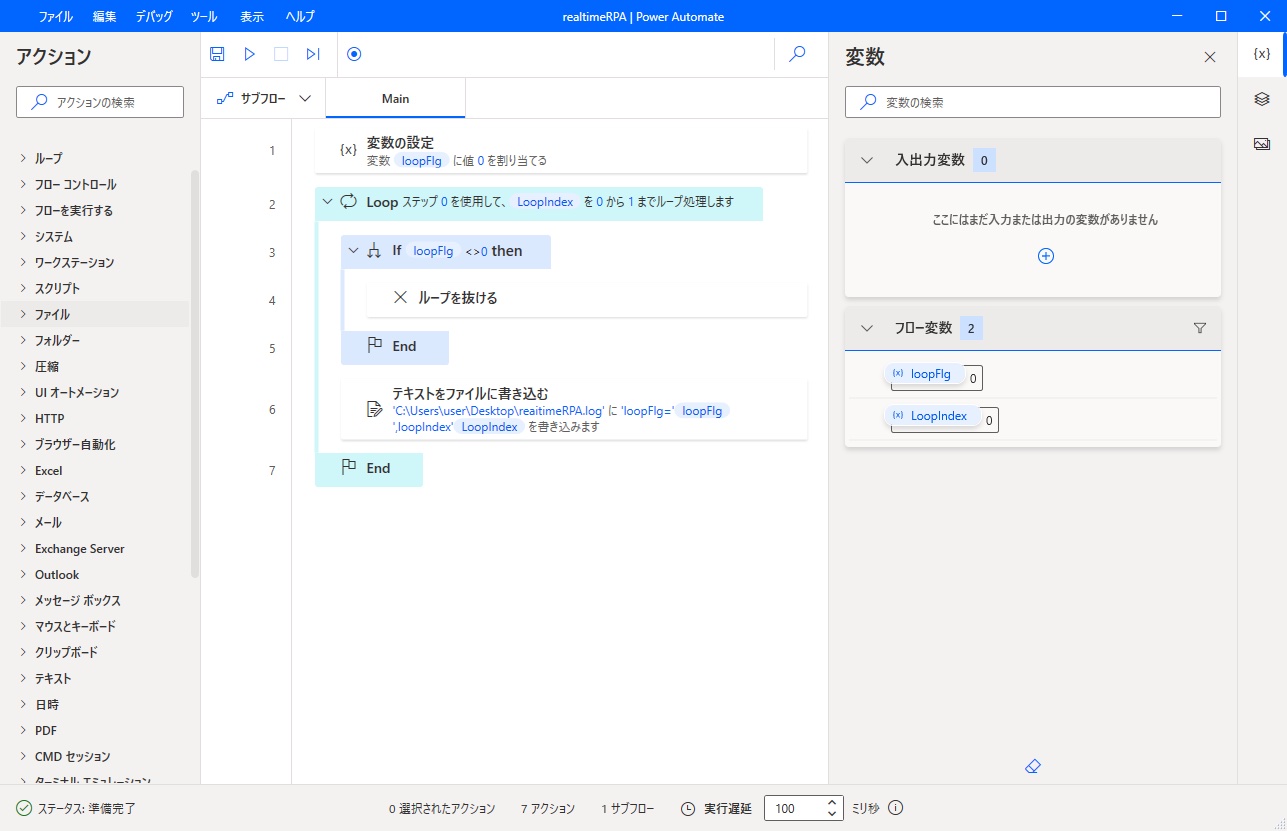 ファイル 編集 デバッグ ツール 表示 ヘルプ realtimeRPA | Power Automate
アクション
アクションの検索
ループ
フロー コントロール
フローを実行する
システム
ワークステーション
スクリプト
ファイル
フォルダー
圧縮
UI オートメーション
HTTP
ブラウザー自動化
Excel
データベース
メール
Exchange Server
Outlook
メッセージ ボックス
マウスとキーボード
クリップボード
テキスト
日時
PDF
CMD セッション
ターミナル エミュレーション
サブフロー Main
1 {x} 変数の設定
変数 loopFlg に値 0 を割り当てる
2 Loop ステップ 0 を使用して、 LoopIndex を 0 から 1 までループ処理します
3 If loopFlg <>0 then
4 ループを抜ける
5 End
6 テキストをファイルに書き込む
'C:\Users\user\Desktop\reaitimeRPA.log' に 'loopFlg=' loopFlg
',loopIndex' LoopIndex を書き込みます
7 End
変数
{x}
変数の検索
入出力変数 0
ここにはまだ入力または出力の変数がありません
フロー変数 2
(x) loopFlg 0
(x) LoopIndex 0
ステータス: 準備完了 0 選択されたアクション 7 アクション 1 サブフロー 実行遅延 100 ミリ秒